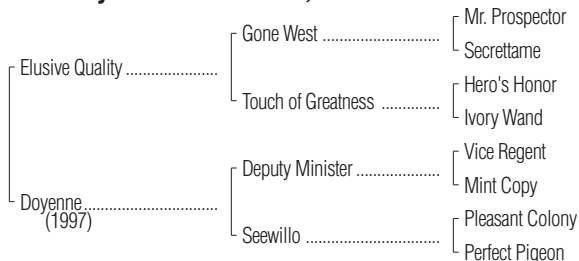 Mr. Prospector
Gone West ........................
Secrettame
Elusive Quality ....................
Hero's Honor
Touch of Greatness .............
Ivory Wand
Vice Regent
Deputy Minister .................
Mint Copy
Doyenne.............................
(1997)
Pleasant Colony
Seewillo .............................
Perfect Pigeon